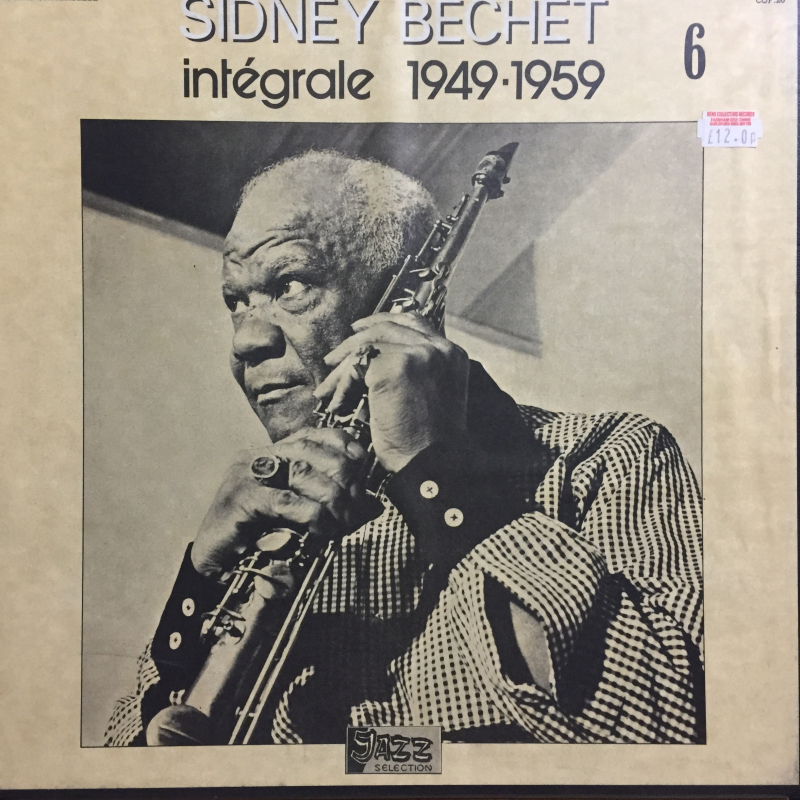 SIDNEY BECHET
intégrale 1949·1959
6
£12.0p
JAZZ
SELECTION